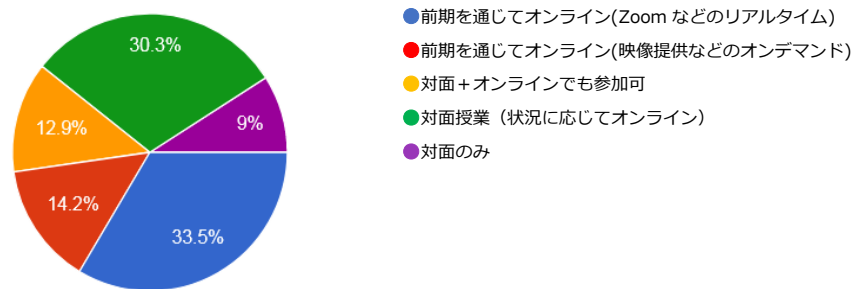 30.3%
9%
12.9%
14.2%
33.5%
前期を通じてオンライン(Zoom などのリアルタイム)
前期を通じてオンライン(映像提供などのオンデマンド)
対面＋オンラインでも参加可
対面授業（状況に応じてオンライン）
対面のみ